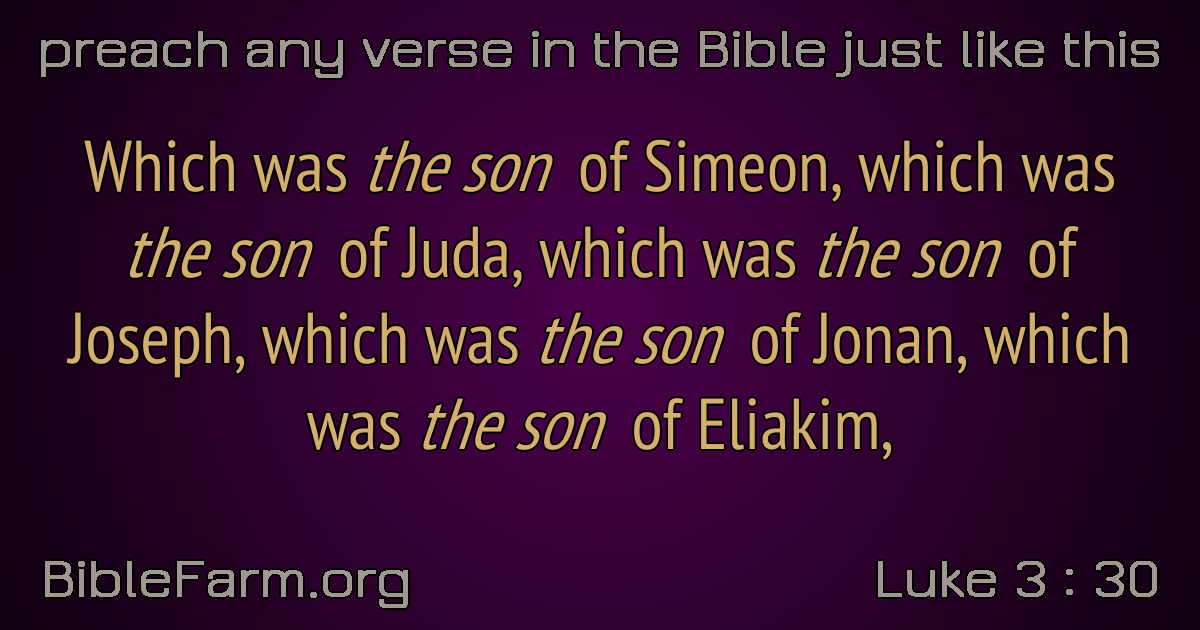 preach any verse in the Bible just like this
Which was the son of Simeon, which was
the son of Juda, which was the son of
Joseph, which was the son of Jonan, which
was the son of Eliakim,
BibleFarm.org
Luke 3 : 30